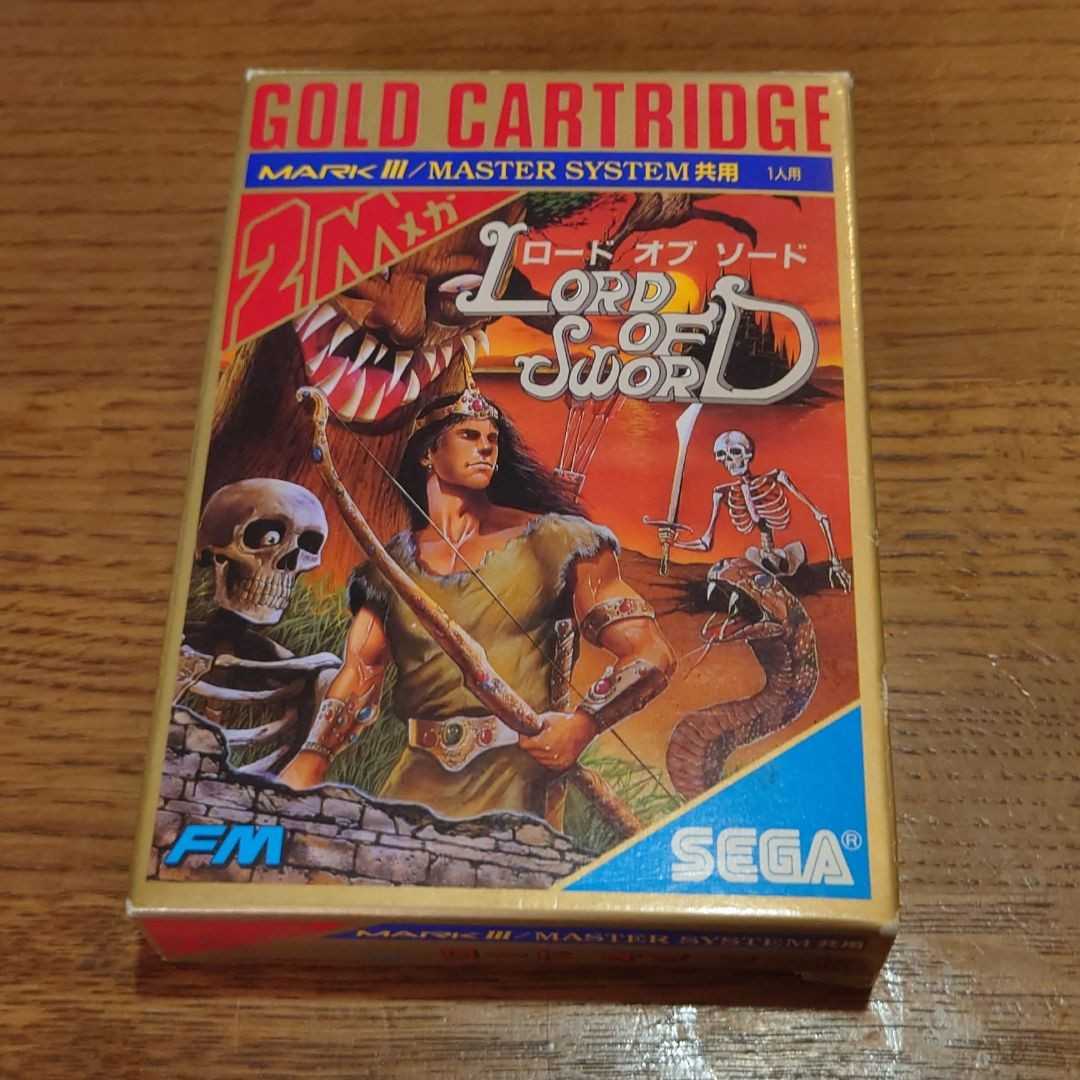 GOLD CARTRIDGE
MARK III/MASTER SYSTEM 共用 1人用
2Mメガ
ロード オブ ソード
LORD
OF
SWORD
FM
SEGA®
MARK III/MASTER SYSTEM 共用